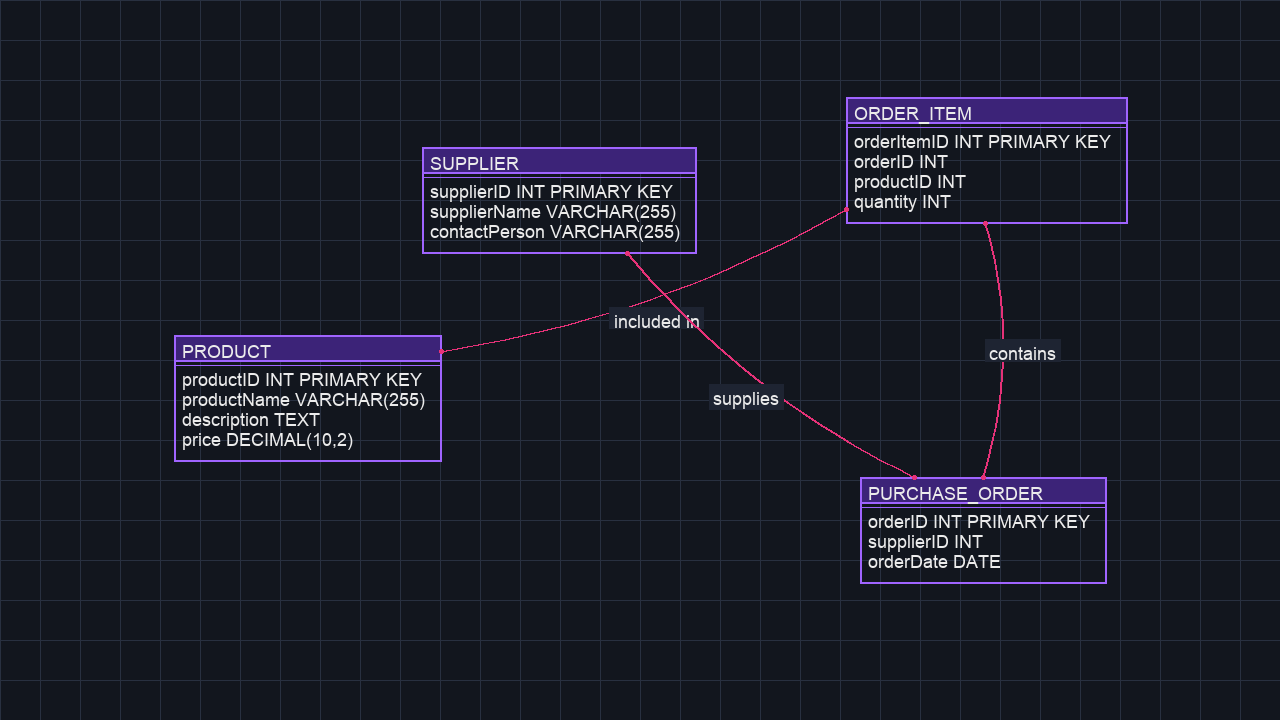 ORDER_ITEM
orderItemID INT PRIMARY KEY
orderID INT
productID INT
quantity INT
SUPPLIER
supplierID INT PRIMARY KEY
supplierName VARCHAR(255)
contactPerson VARCHAR(255)
included in
contains
PRODUCT
productID INT PRIMARY KEY
productName VARCHAR(255)
description TEXT
price DECIMAL(10,2)
supplies
PURCHASE_ORDER
orderID INT PRIMARY KEY
supplierID INT
orderDate DATE